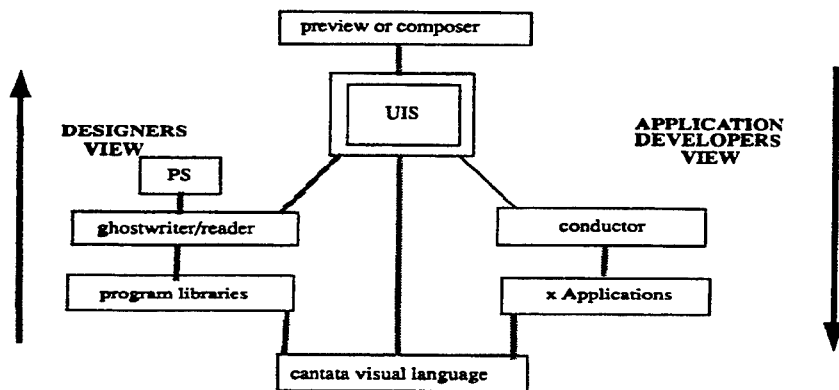 preview or composer
UIS
DESIGNERS
VIEW
APPLICATION
DEVELOPERS
VIEW
PS
ghostwriter/reader
conductor
program libraries
x Applications
cantata visual language